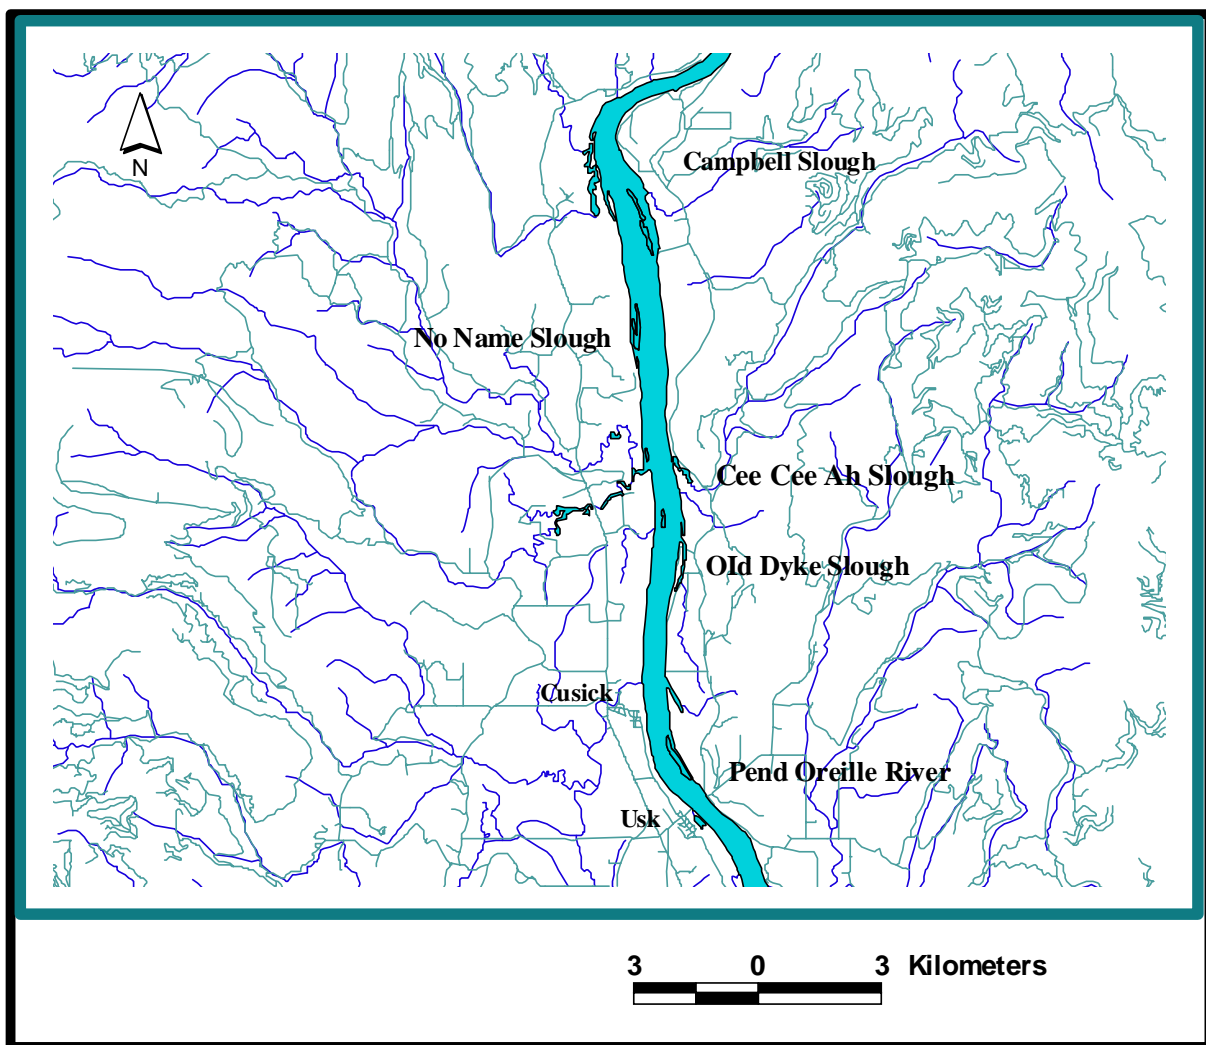 N
Campbell Slough
No Name Slough
Cee Cee Ah Slough
OId Dyke Slough
Cusick
Pend Oreille River
Usk
3 0 3 Kilometers